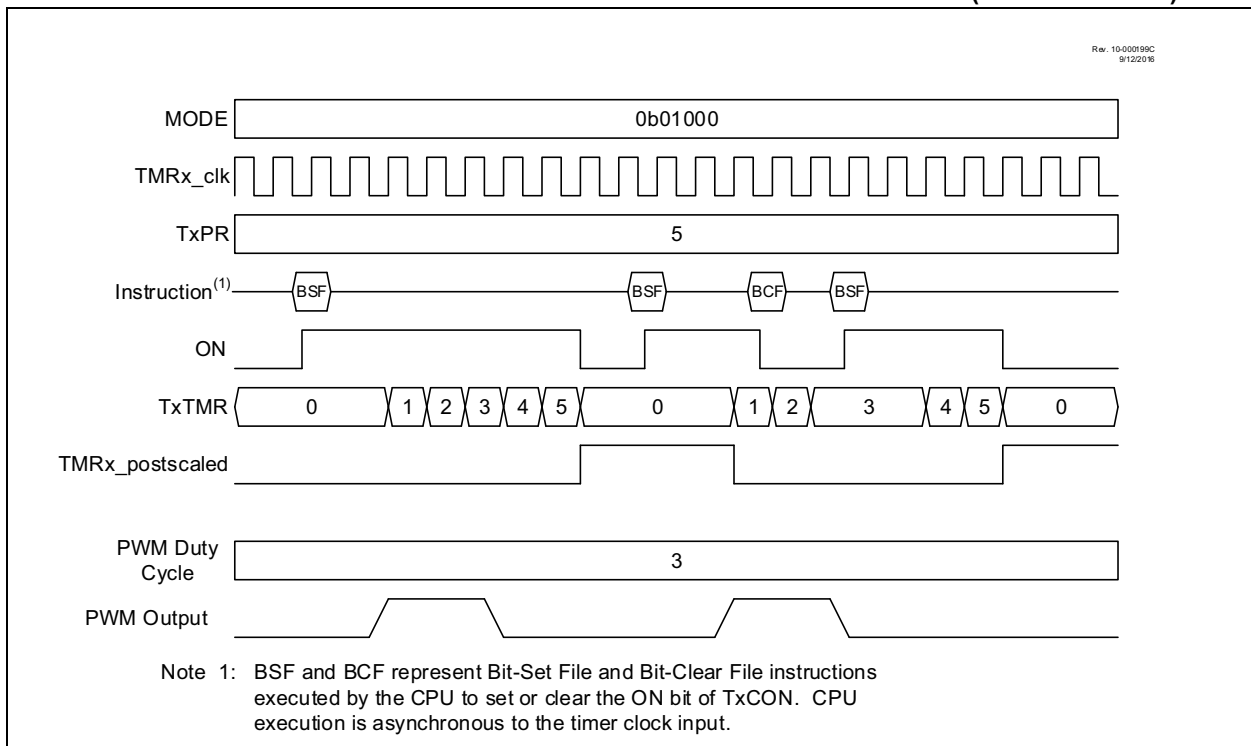 Rev. 10-000199C
9/12/2016
MODE 0b01000
TMRx_clk
TxPR 5
Instruction(1) BSF BSF BCF BSF
ON
TxTMR 0 1 2 3 4 5 0 1 2 3 4 5 0
TMRx_postscaled
PWM Duty
Cycle
3
PWM Output
Note 1: BSF and BCF represent Bit-Set File and Bit-Clear File instructions
executed by the CPU to set or clear the ON bit of TxCON. CPU
execution is asynchronous to the timer clock input.